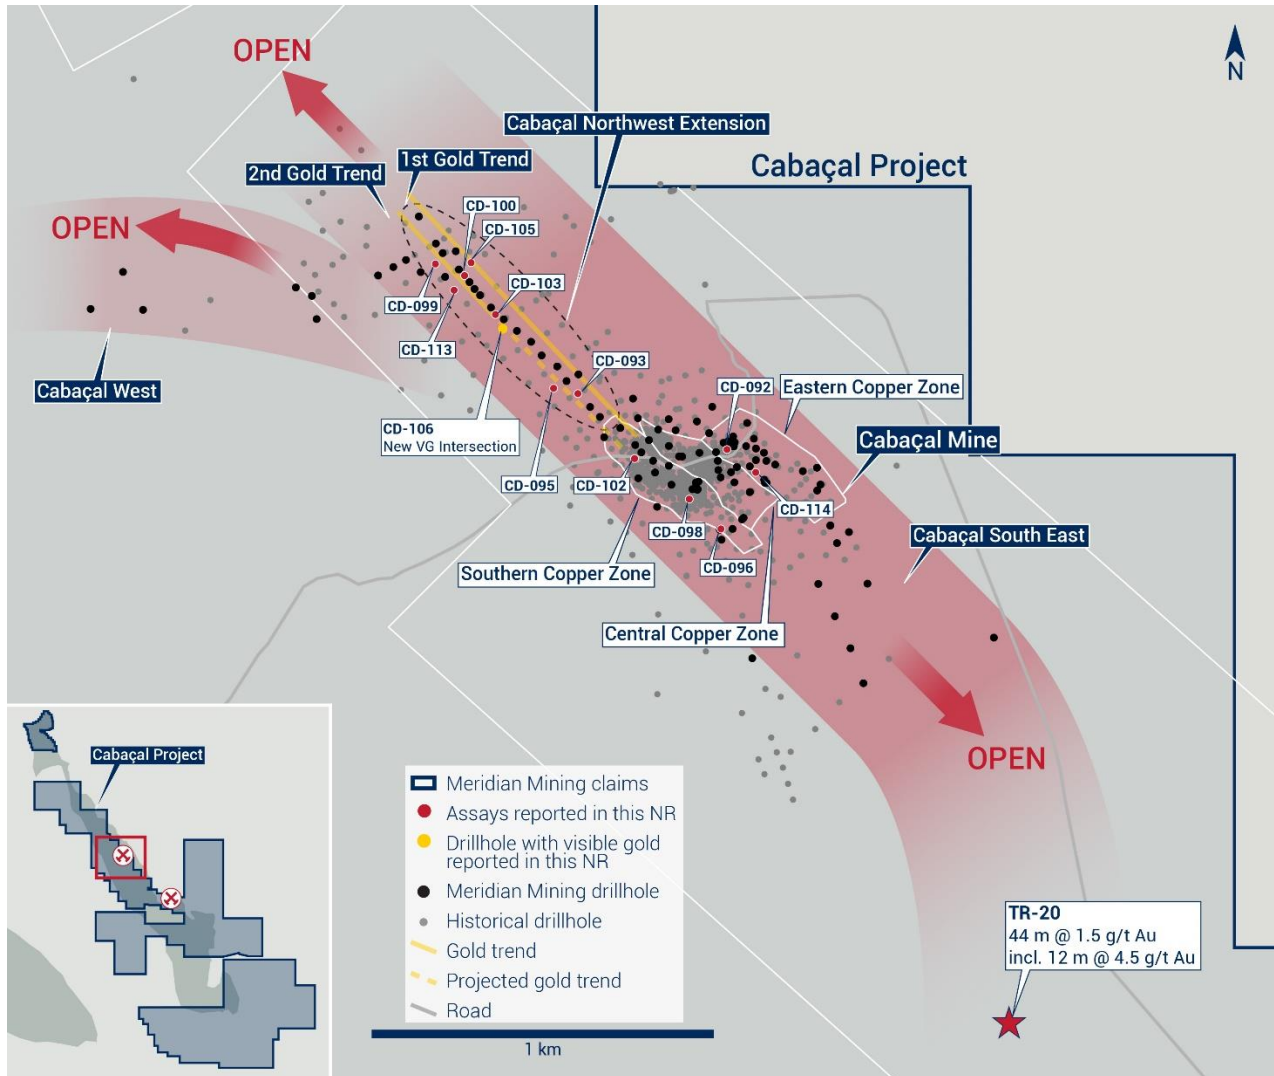 OPEN
N
Cabaçal Northwest Extension
Cabaçal Project
1st Gold Trend
2nd Gold Trend
CD-100
CD-105
OPEN
CD-103
CD-099
CD-113
CD-093
CD-092
Eastern Copper Zone
Cabaçal West
CD-106
New VG Intersection
Cabaçal Mine
CD-095
CD-102
CD-114
CD-098
Cabaçal South East
CD-096
Southern Copper Zone
Central Copper Zone
OPEN
Cabaçal Project
Meridian Mining claims
Assays reported in this NR
Drillhole with visible gold
reported in this NR
Meridian Mining drillhole
Historical drillhole
Gold trend
Projected gold trend
Road
1 km
TR-20
44 m @ 1.5 g/t Au
incl. 12 m @ 4.5 g/t Au